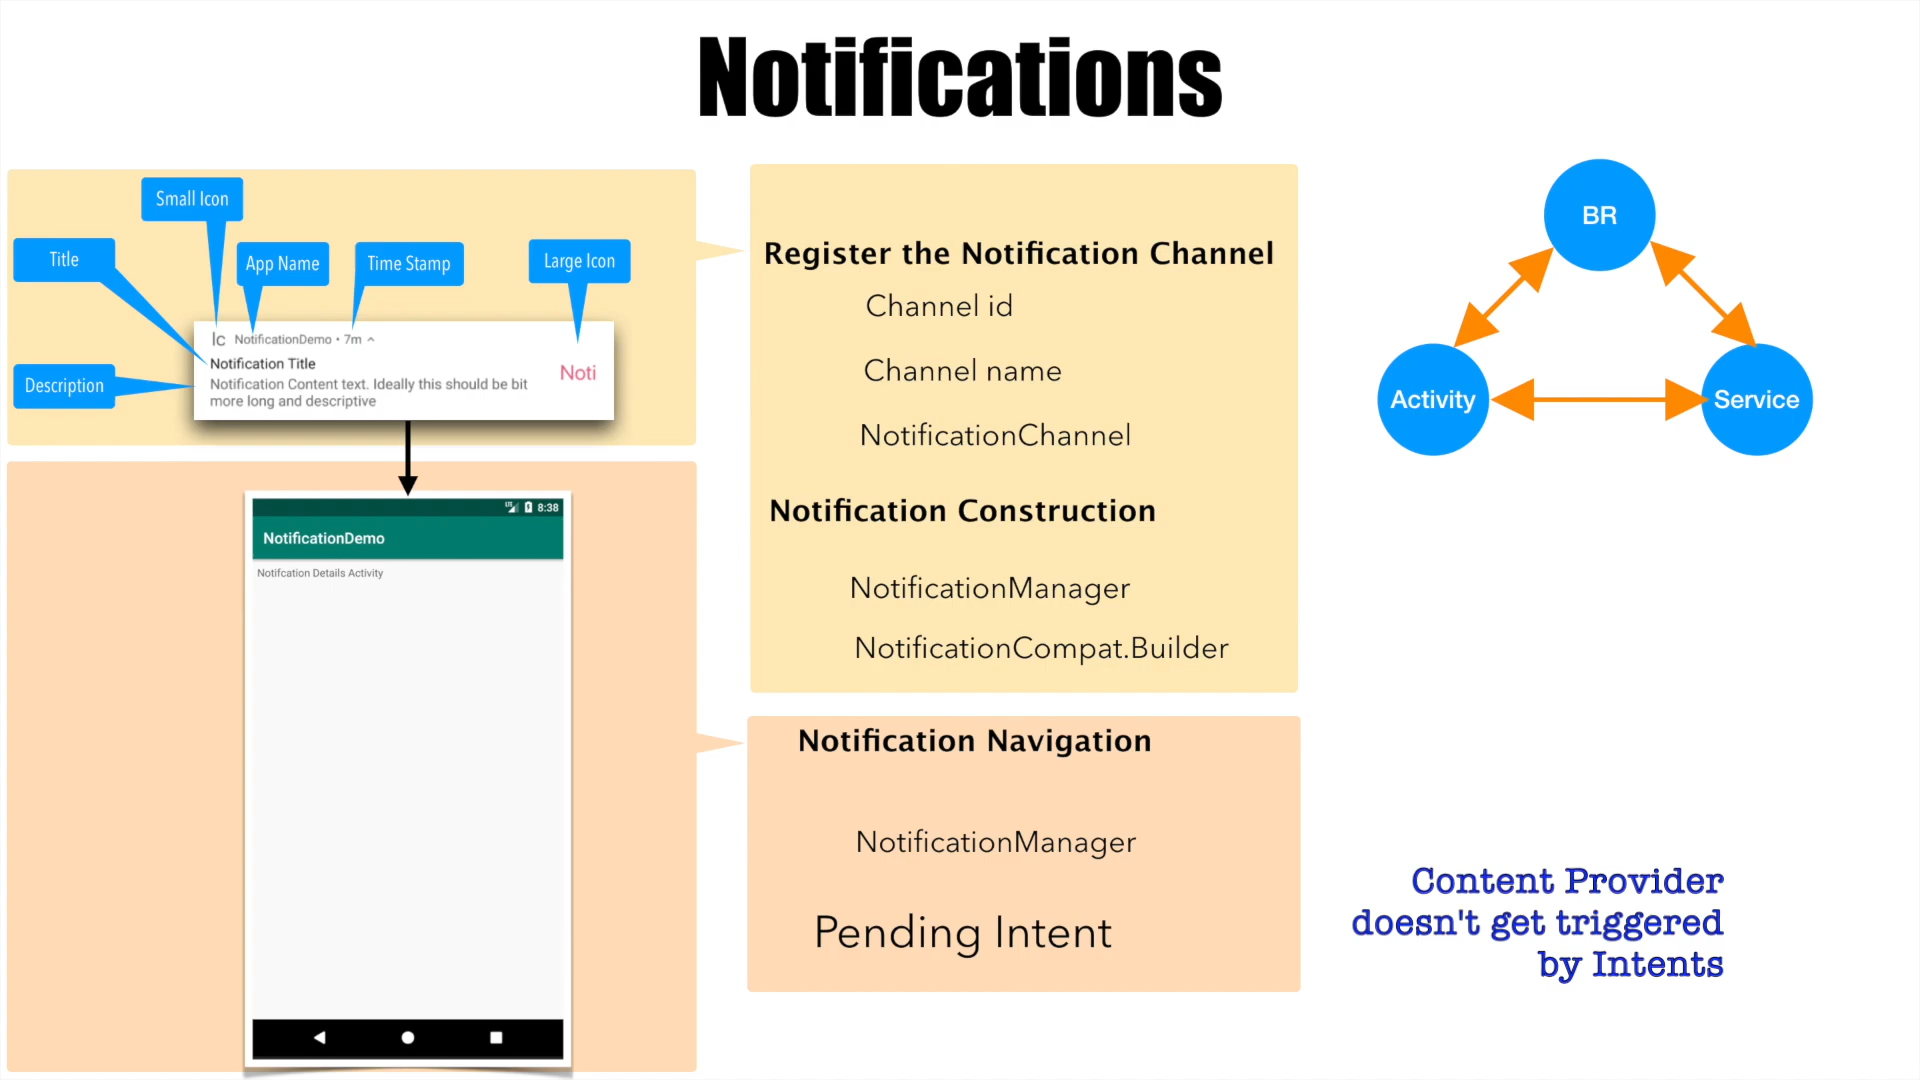 Notifications
Small Icon
Title
App Name
Time Stamp
Large Icon
Description
Ic NotificationDemo • 7m
Notification Title
Notification Content text. Ideally this should be bit
more long and descriptive
Noti
LTE 8:38
NotificationDemo
Notifcation Details Activity
Register the Notification Channel
Channel id
Channel name
NotificationChannel
Notification Construction
NotificationManager
NotificationCompat.Builder
Notification Navigation
NotificationManager
Pending Intent
BR
Activity
Service
Content Provider
doesn't get triggered
by Intents